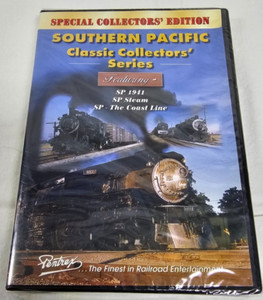 SPECIAL COLLECTORS' EDITION
SOUTHERN PACIFIC
Classic Collectors'
Series
Featuring -
SP 1941
SP Steam
SP - The Coast Line
Pentrex
...The Finest in Railroad Entertainment